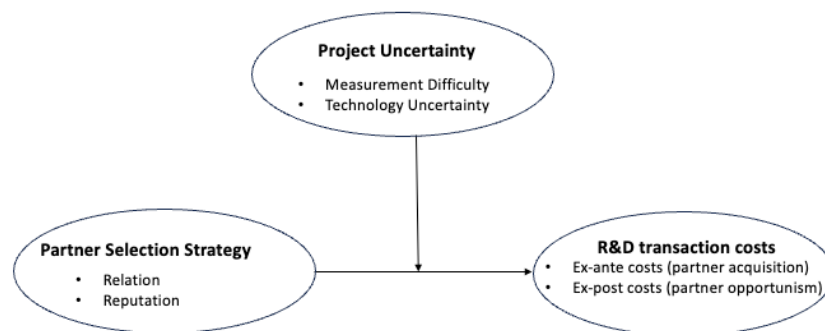 Project Uncertainty
• Measurement Difficulty
• Technology Uncertainty
Partner Selection Strategy
• Relation
• Reputation
R&D transaction costs
• Ex-ante costs (partner acquisition)
• Ex-post costs (partner opportunism)